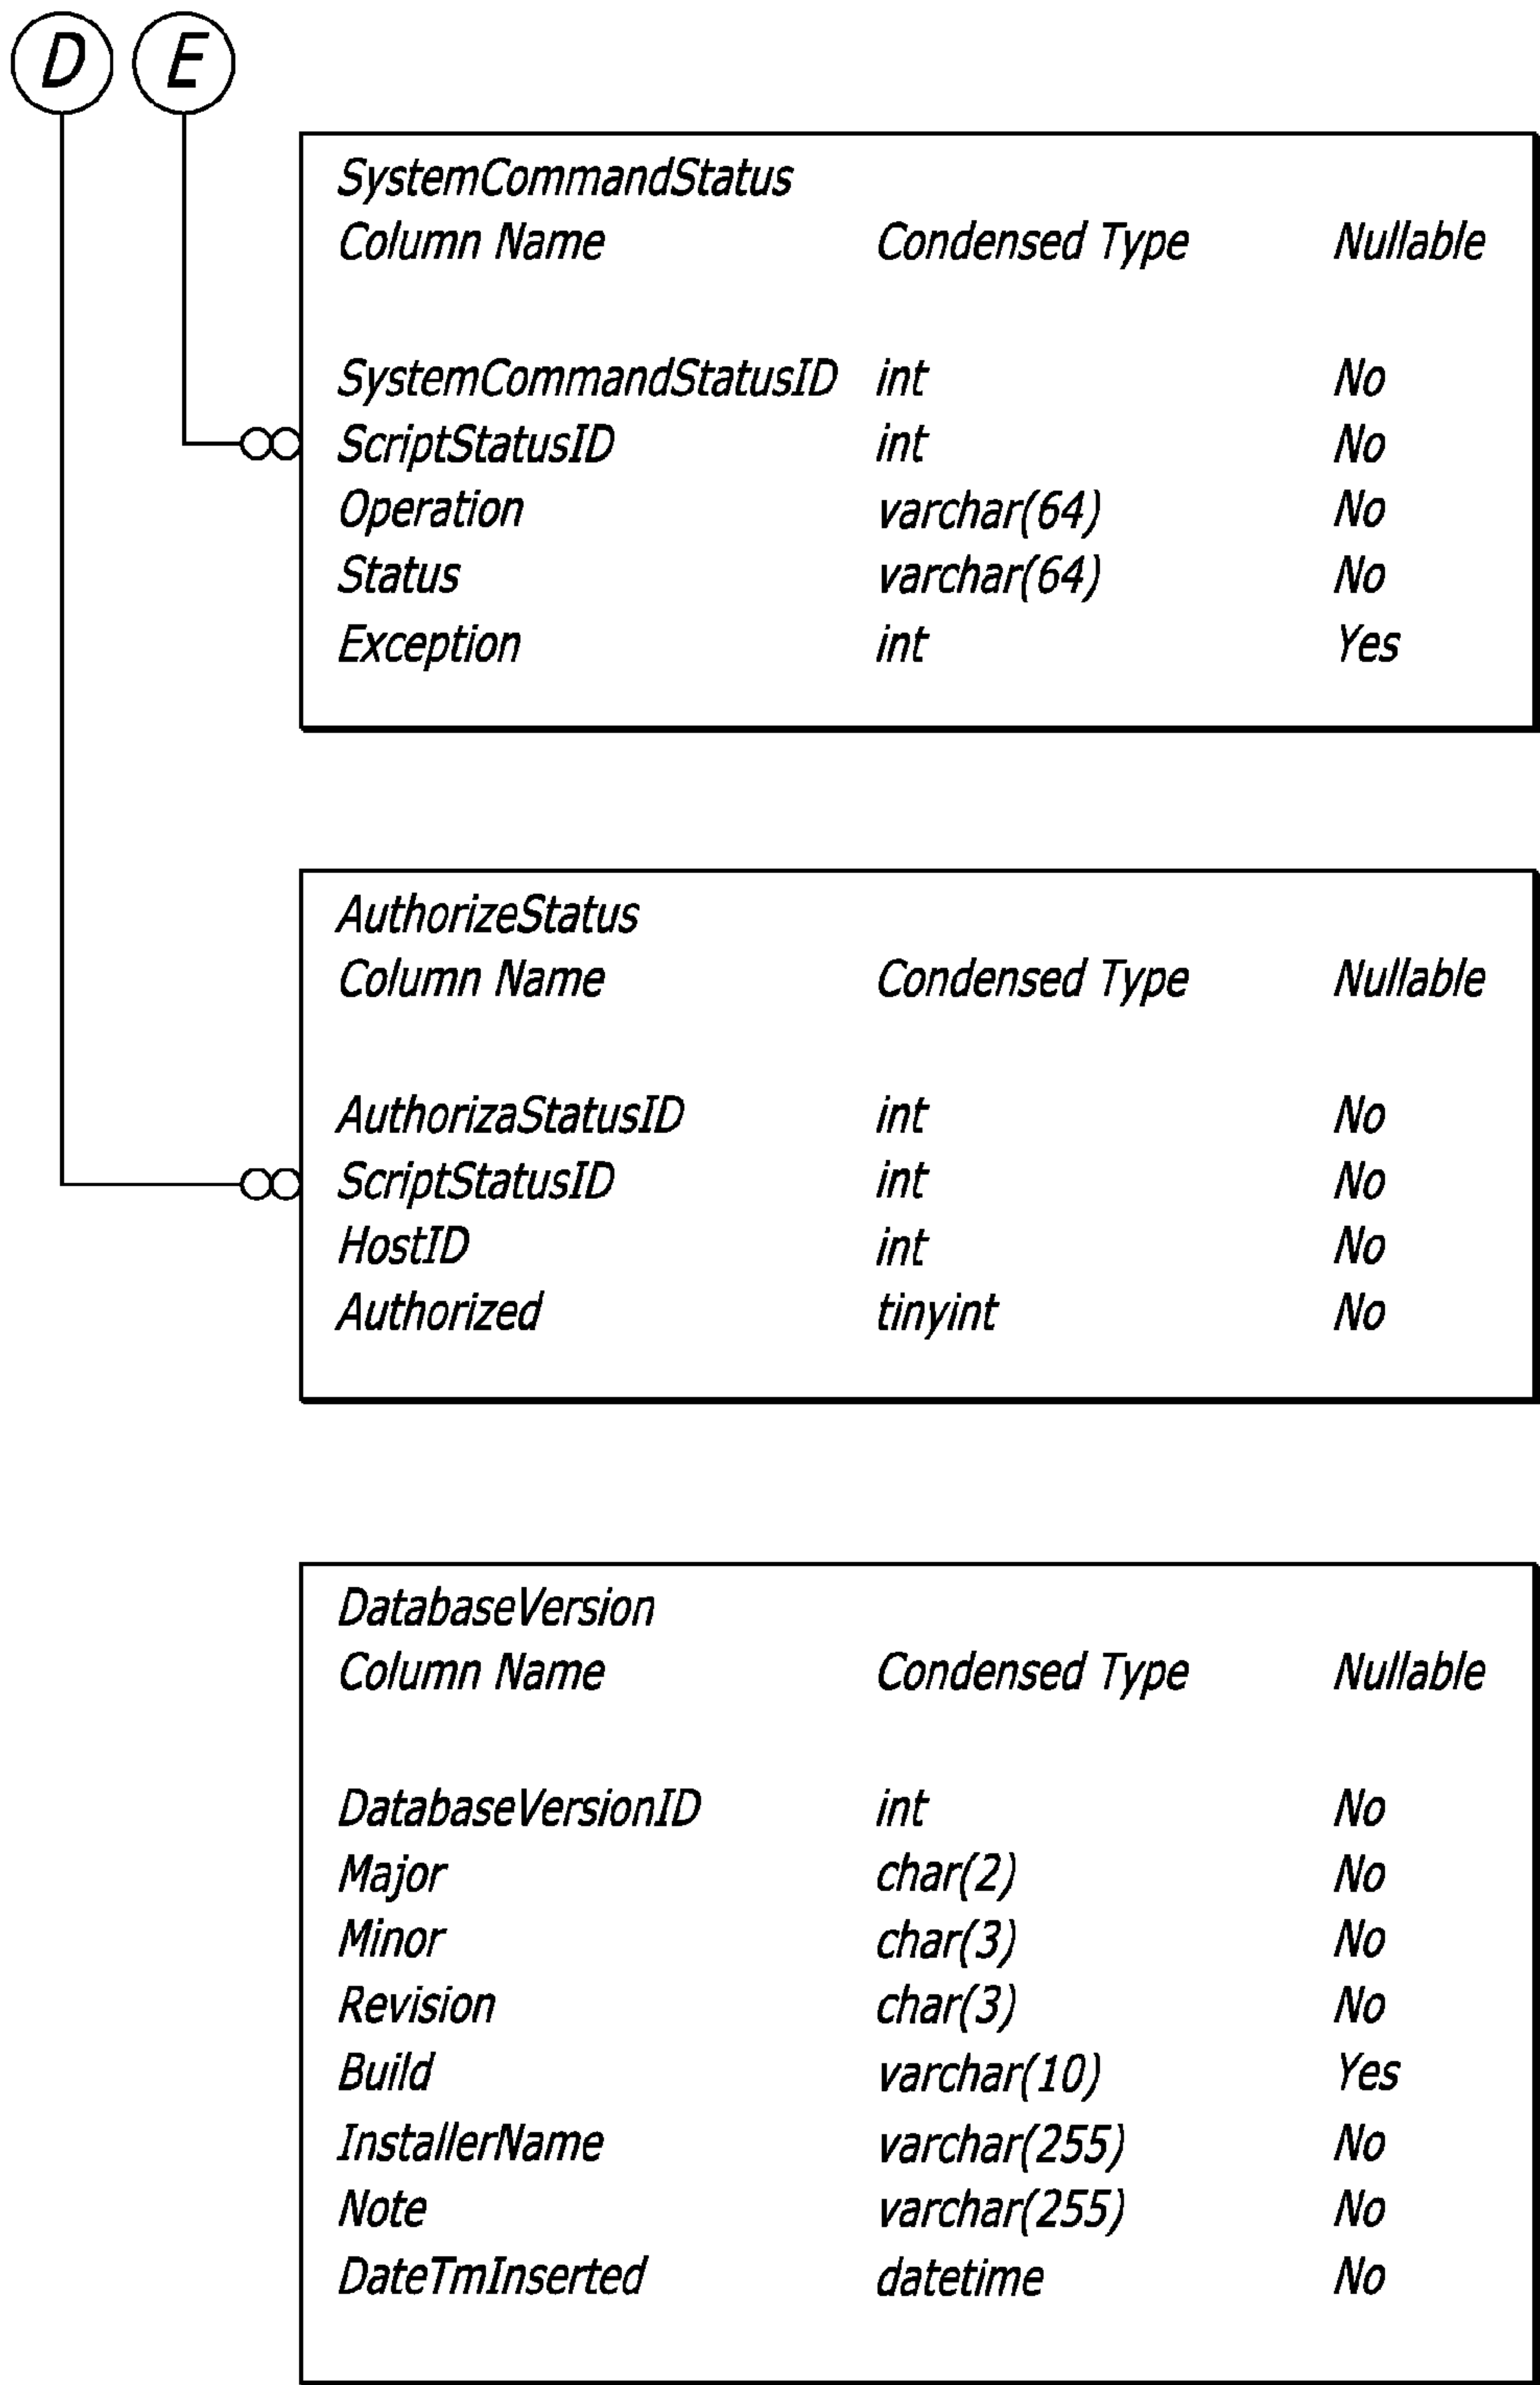 D E
SystemCommandStatus
Column Name Condensed Type Nullable
SystemCommandStatusID int No
ScriptStatusID int No
Operation varchar(64) No
Status varchar(64) No
Exception int Yes
AuthorizeStatus
Column Name Condensed Type Nullable
AuthorizaStatusID int No
ScriptStatusID int No
HostID int No
Authorized tinyint No
DatabaseVersion
Column Name Condensed Type Nullable
DatabaseVersionID int No
Major char(2) No
Minor char(3) No
Revision char(3) No
Build varchar(10) Yes
InstallerName varchar(255) No
Note varchar(255) No
DateTmInserted datetime No